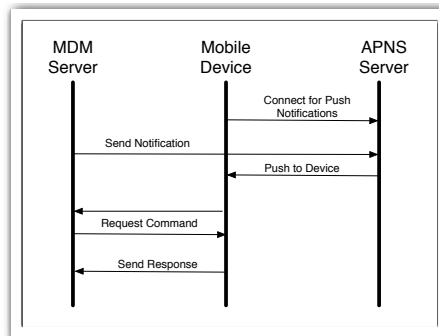 MDM
Server
Mobile
Device
APNS
Server
Connect for Push
Notifications
Send Notification
Push to Device
Request Command
Send Response